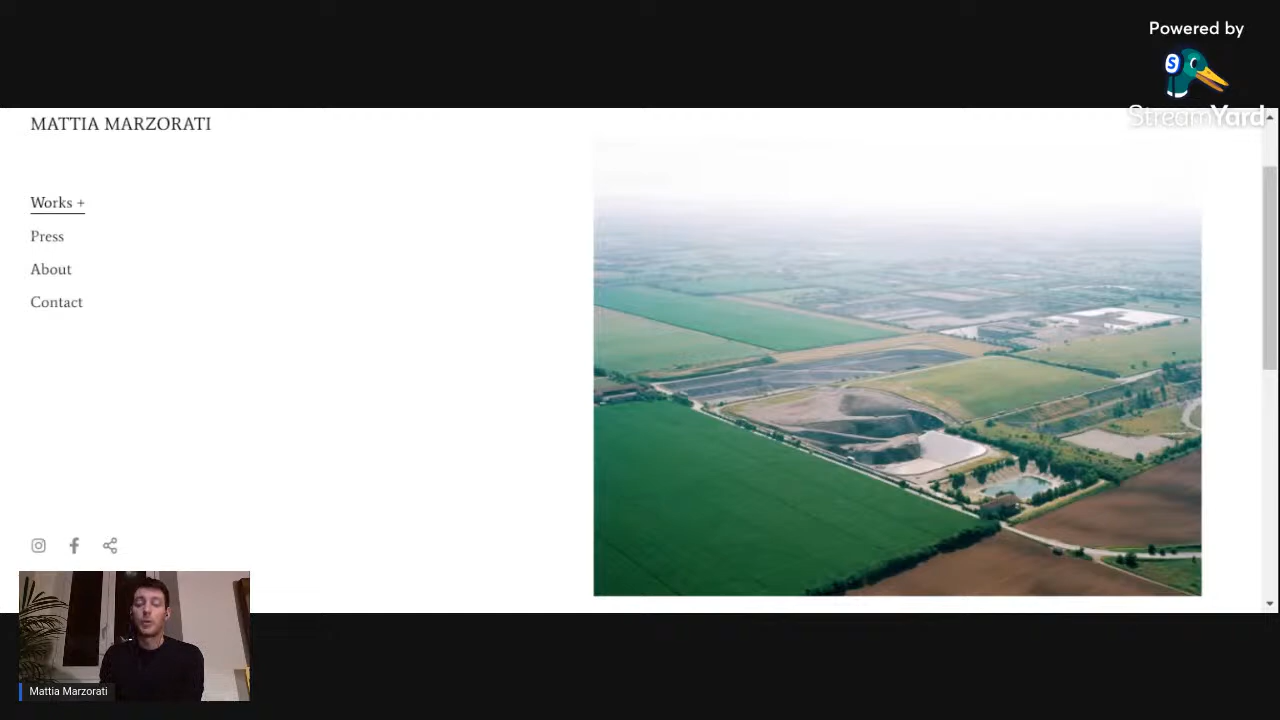 Powered by
S
StreamYard
MATTIA MARZORATI
Works +
Press
About
Contact
Mattia Marzorati